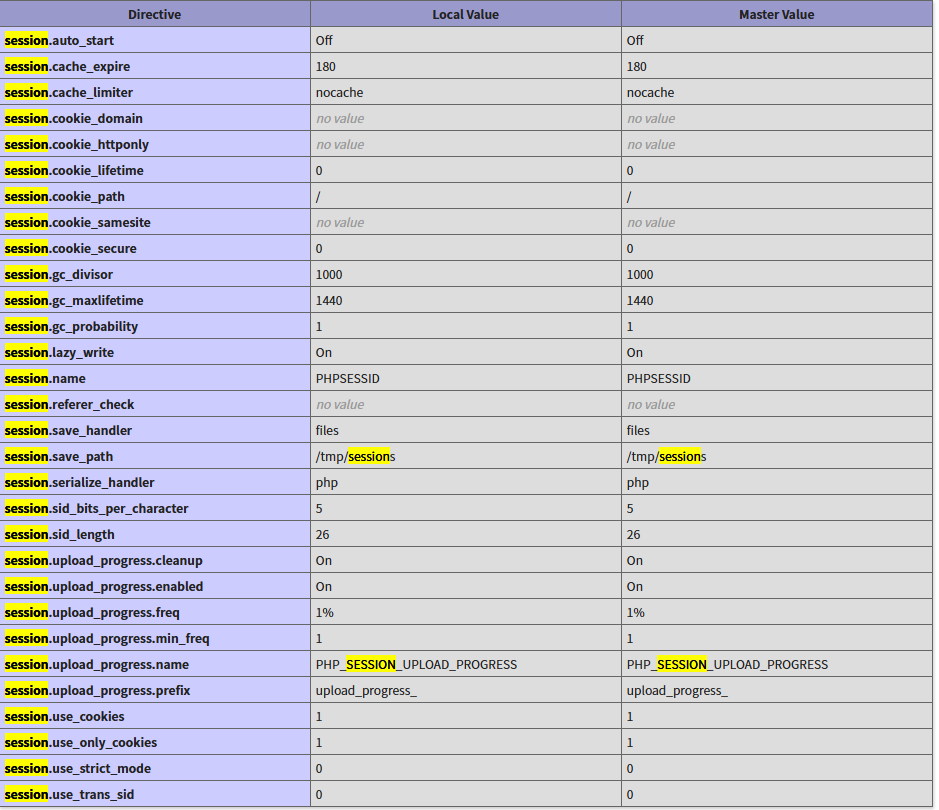 Directive Local Value Master Value
session.auto_start Off Off
session.cache_expire 180 180
session.cache_limiter nocache nocache
session.cookie_domain no value no value
session.cookie_httponly no value no value
session.cookie_lifetime 0 0
session.cookie_path / /
session.cookie_samesite no value no value
session.cookie_secure 0 0
session.gc_divisor 1000 1000
session.gc_maxlifetime 1440 1440
session.gc_probability 1 1
session.lazy_write On On
session.name PHPSESSID PHPSESSID
session.referer_check no value no value
session.save_handler files files
session.save_path /tmp/sessions /tmp/sessions
session.serialize_handler php php
session.sid_bits_per_character 5 5
session.sid_length 26 26
session.upload_progress.cleanup On On
session.upload_progress.enabled On On
session.upload_progress.freq 1% 1%
session.upload_progress.min_freq 1 1
session.upload_progress.name PHP_SESSION_UPLOAD_PROGRESS PHP_SESSION_UPLOAD_PROGRESS
session.upload_progress.prefix upload_progress_ upload_progress_
session.use_cookies 1 1
session.use_only_cookies 1 1
session.use_strict_mode 0 0
session.use_trans_sid 0 0